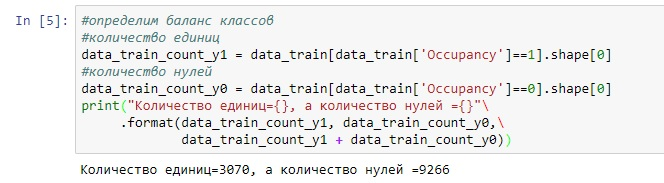 In [5]:
#определим баланс классов
#количество единиц
data_train_count_y1 = data_train[data_train['Occupancy']==1].shape[0]
#количество нулей
data_train_count_y0 = data_train[data_train['Occupancy']==0].shape[0]
print("Количество единиц={}, а количество нулей ={}"\
.format(data_train_count_y1, data_train_count_y0,\
data_train_count_y1 + data_train_count_y0))
Количество единиц=3070, а количество нулей =9266